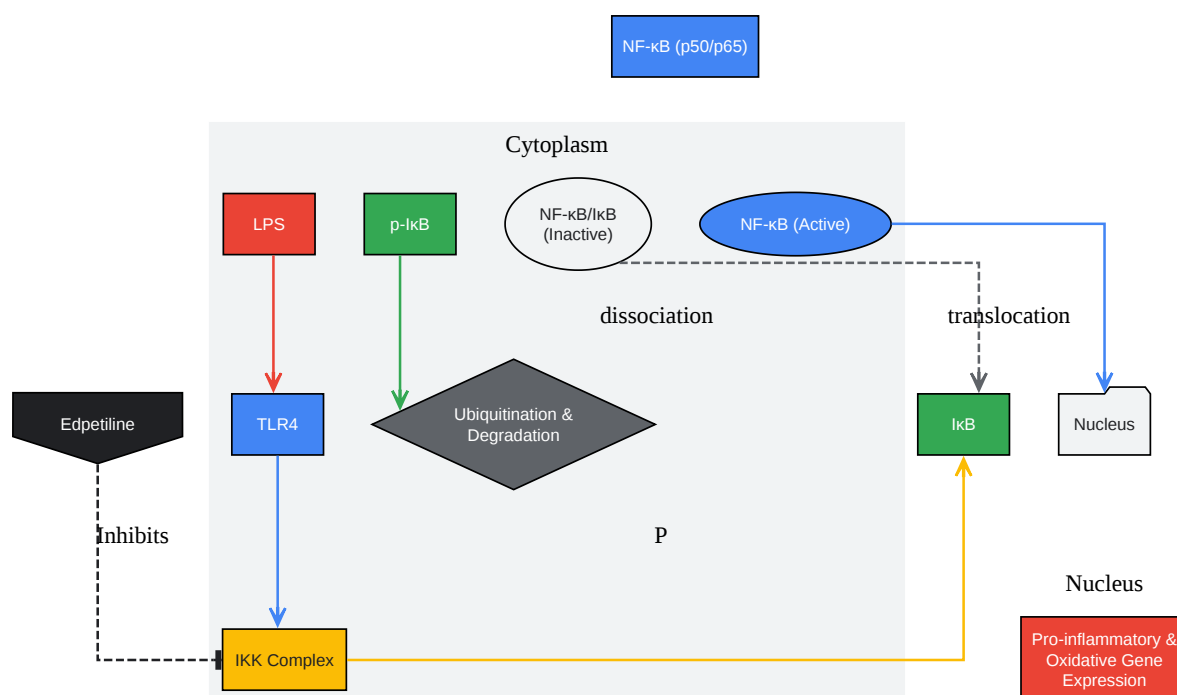 NF-κB (p50/p65)
Cytoplasm
LPS
p-IκB
NF-κB/IκB
(Inactive)
NF-κB (Active)
dissociation
translocation
Edpetiline
TLR4
Ubiquitination &
Degradation
IκB
Nucleus
Inhibits
P
Nucleus
IKK Complex
Pro-inflammatory &
Oxidative Gene
Expression